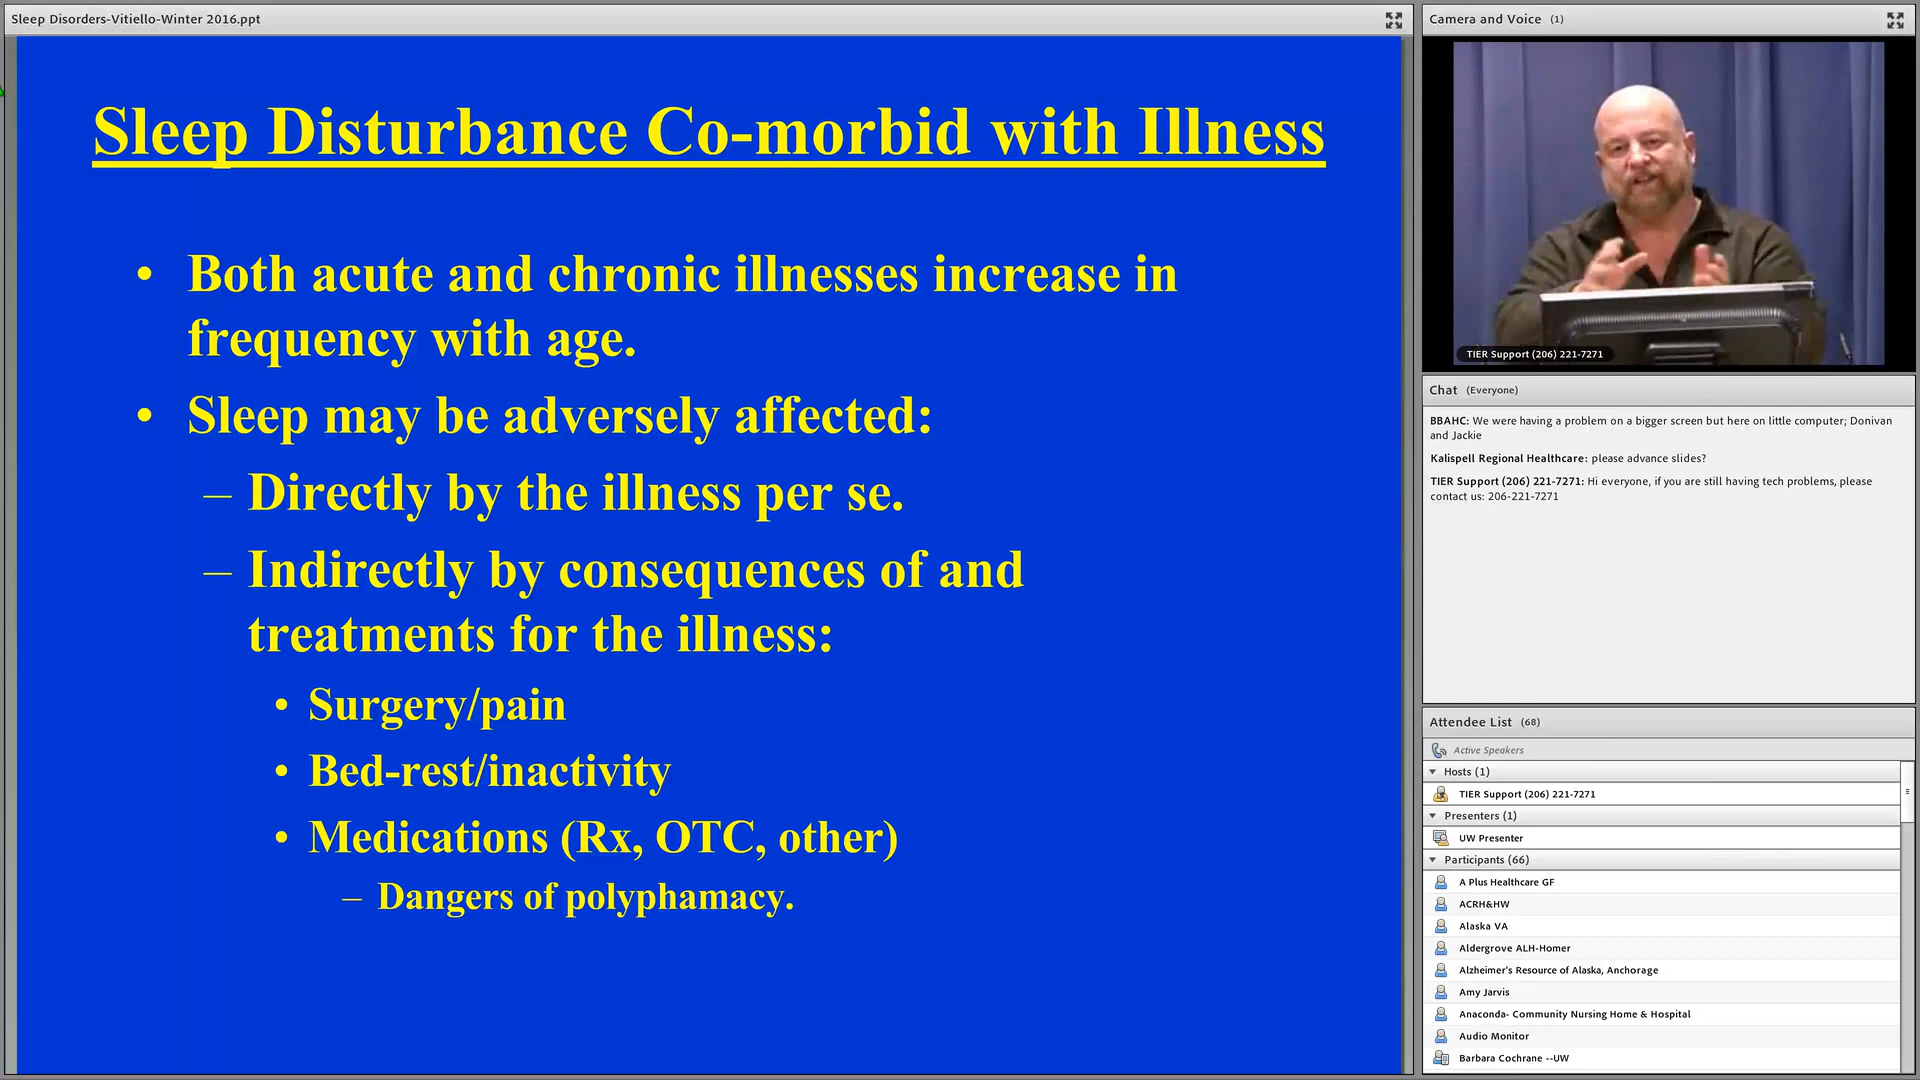 Sleep Disorders-Vitiello-Winter 2016.ppt
Sleep Disturbance Co-morbid with Illness
• Both acute and chronic illnesses increase in
frequency with age.
• Sleep may be adversely affected:
– Directly by the illness per se.
– Indirectly by consequences of and
treatments for the illness:
• Surgery/pain
• Bed-rest/inactivity
• Medications (Rx, OTC, other)
– Dangers of polyphamacy.
Camera and Voice (1)
TIER Support (206) 221-7271
Chat (Everyone)
BBAHC: We were having a problem on a bigger screen but here on little computer; Donivan
and Jackie
Kalispell Regional Healthcare: please advance slides?
TIER Support (206) 221-7271: Hi everyone, if you are still having tech problems, please
contact us: 206-221-7271
Attendee List (68)
Active Speakers
Hosts (1)
TIER Support (206) 221-7271
Presenters (1)
UW Presenter
Participants (66)
A Plus Healthcare GF
ACRH&HW
Alaska VA
Aldergrove ALH-Homer
Alzheimer's Resource of Alaska, Anchorage
Amy Jarvis
Anaconda- Community Nursing Home & Hospital
Audio Monitor
Barbara Cochrane --UW